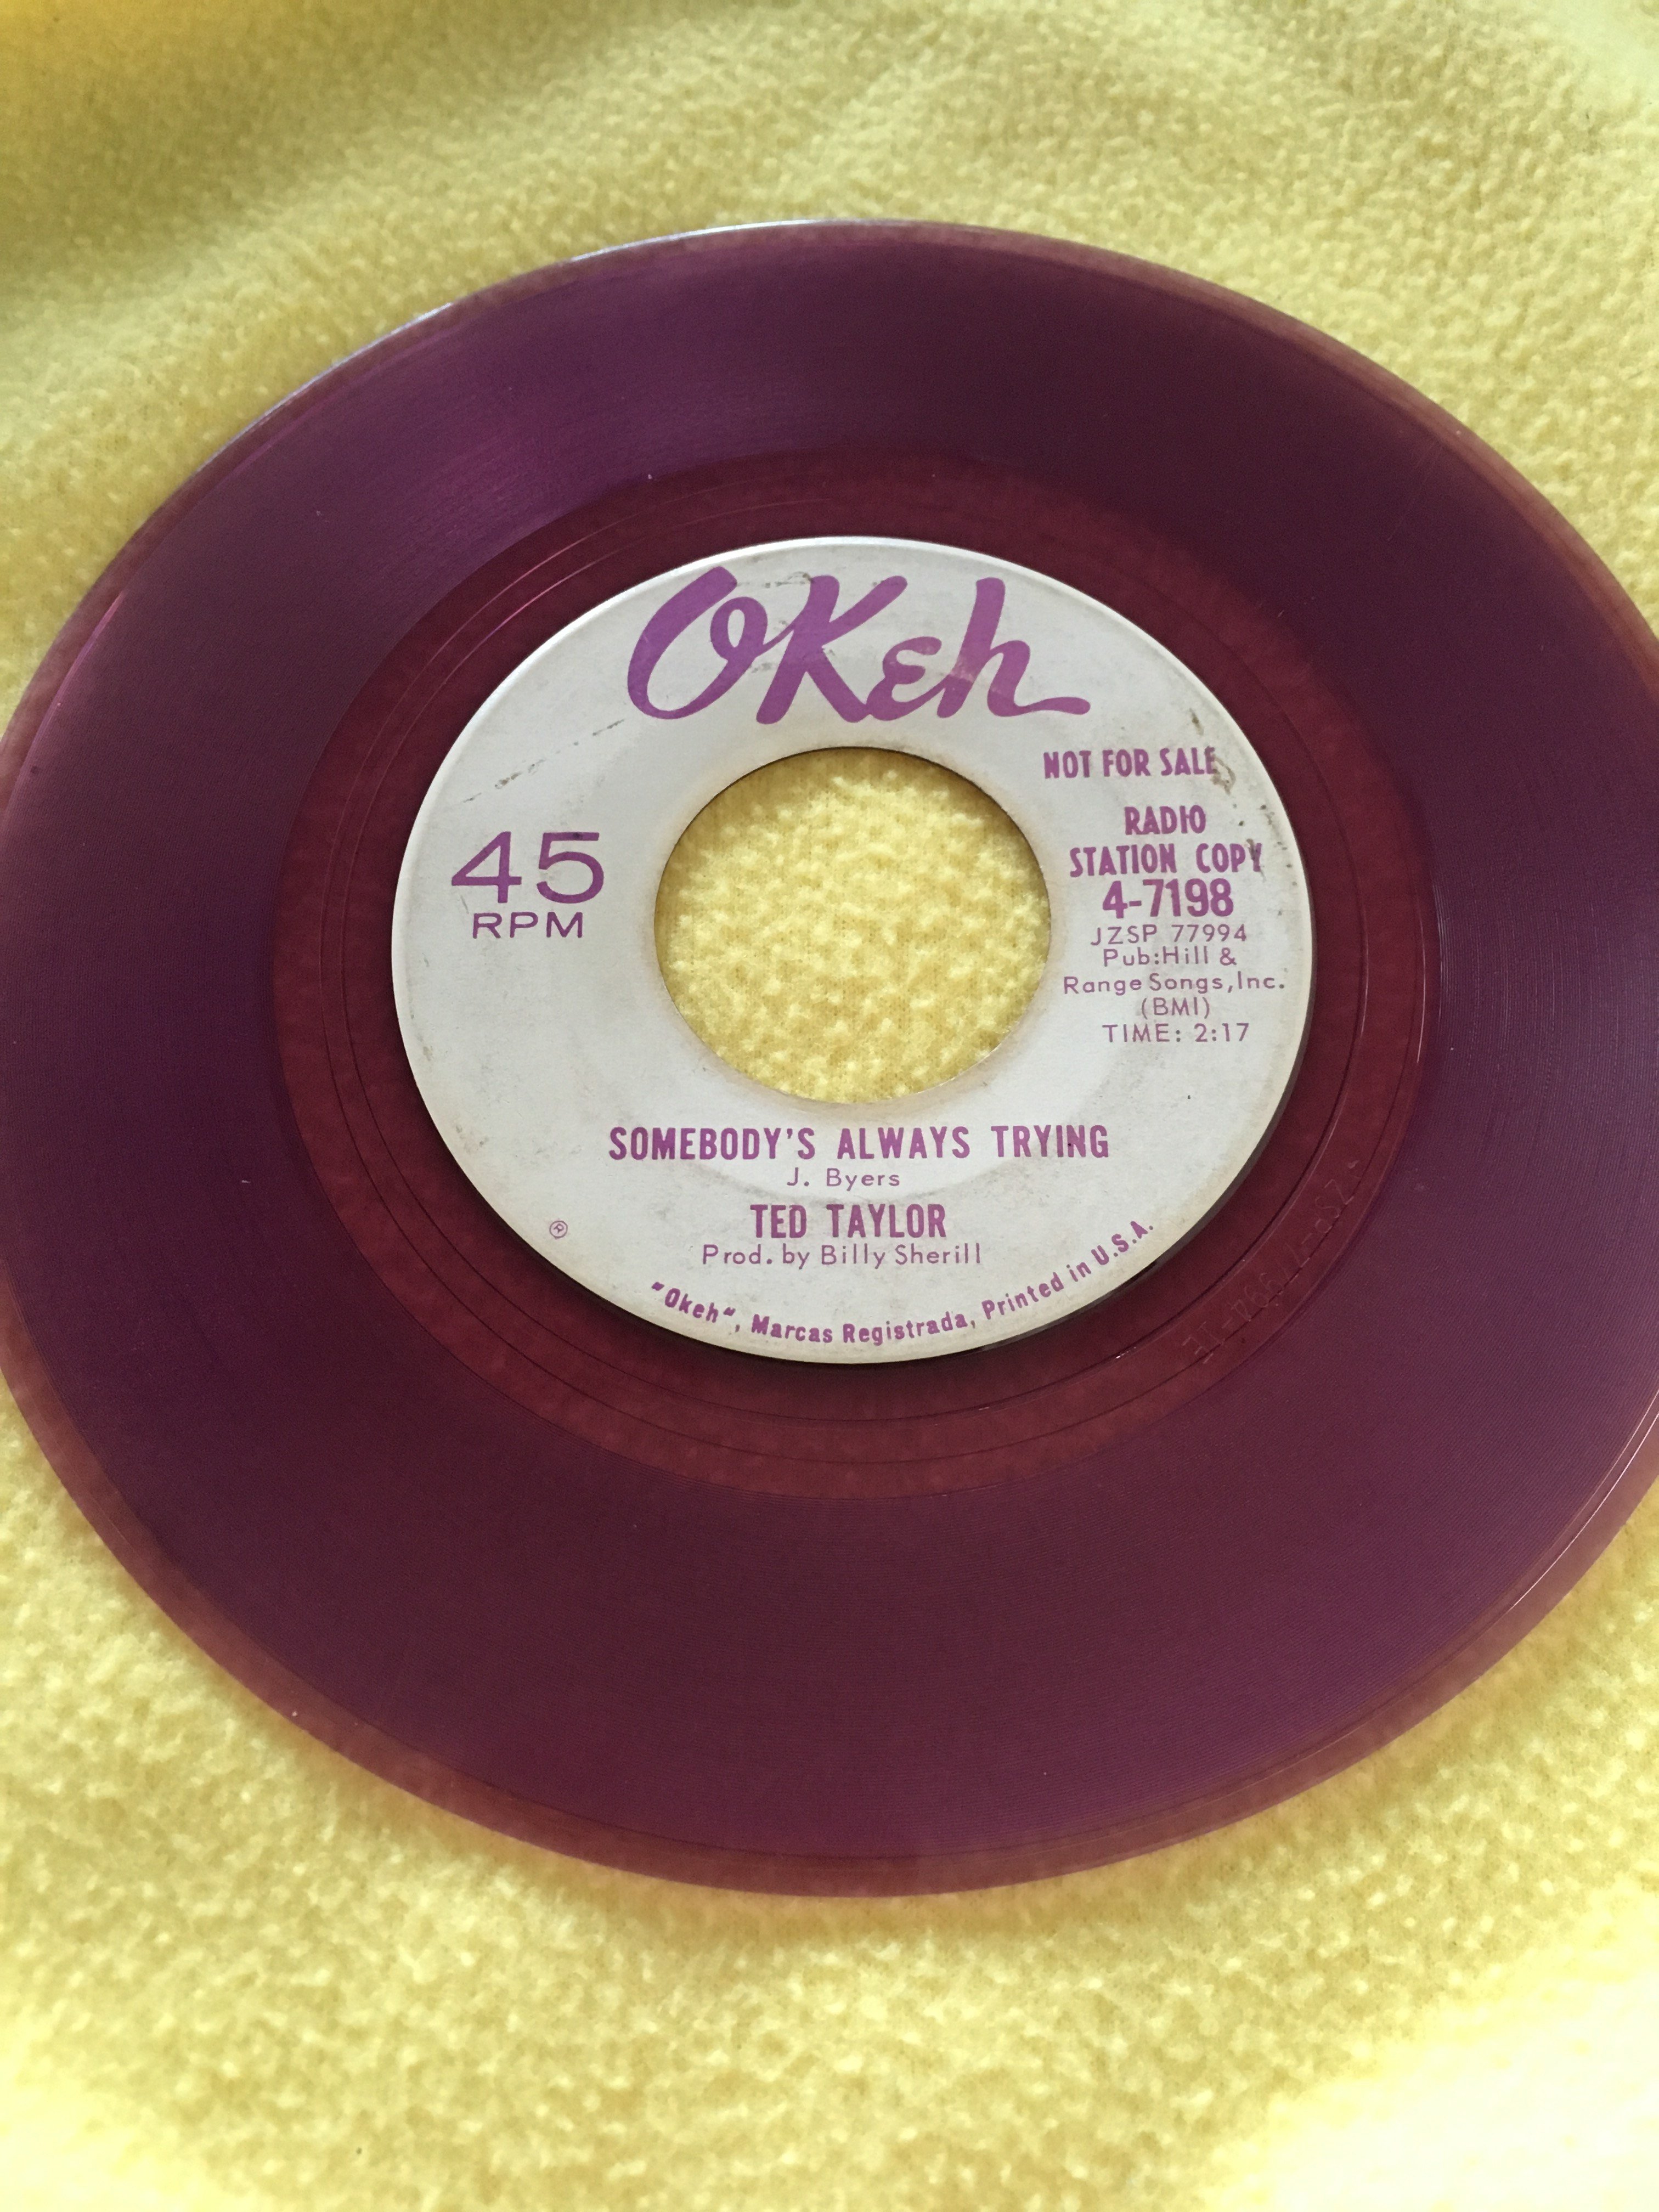 OKeh
NOT FOR SALE
RADIO
STATION COPY
4-7198
JZSP 77994
Pub:Hill &
Range Songs, Inc.
(BMI)
TIME: 2:17
45
RPM
SOMEBODY'S ALWAYS TRYING
J. Byers
TED TAYLOR
Prod. by Billy Sherill
®
"Okeh", Marcas Registrada, Printed in U.S.A.